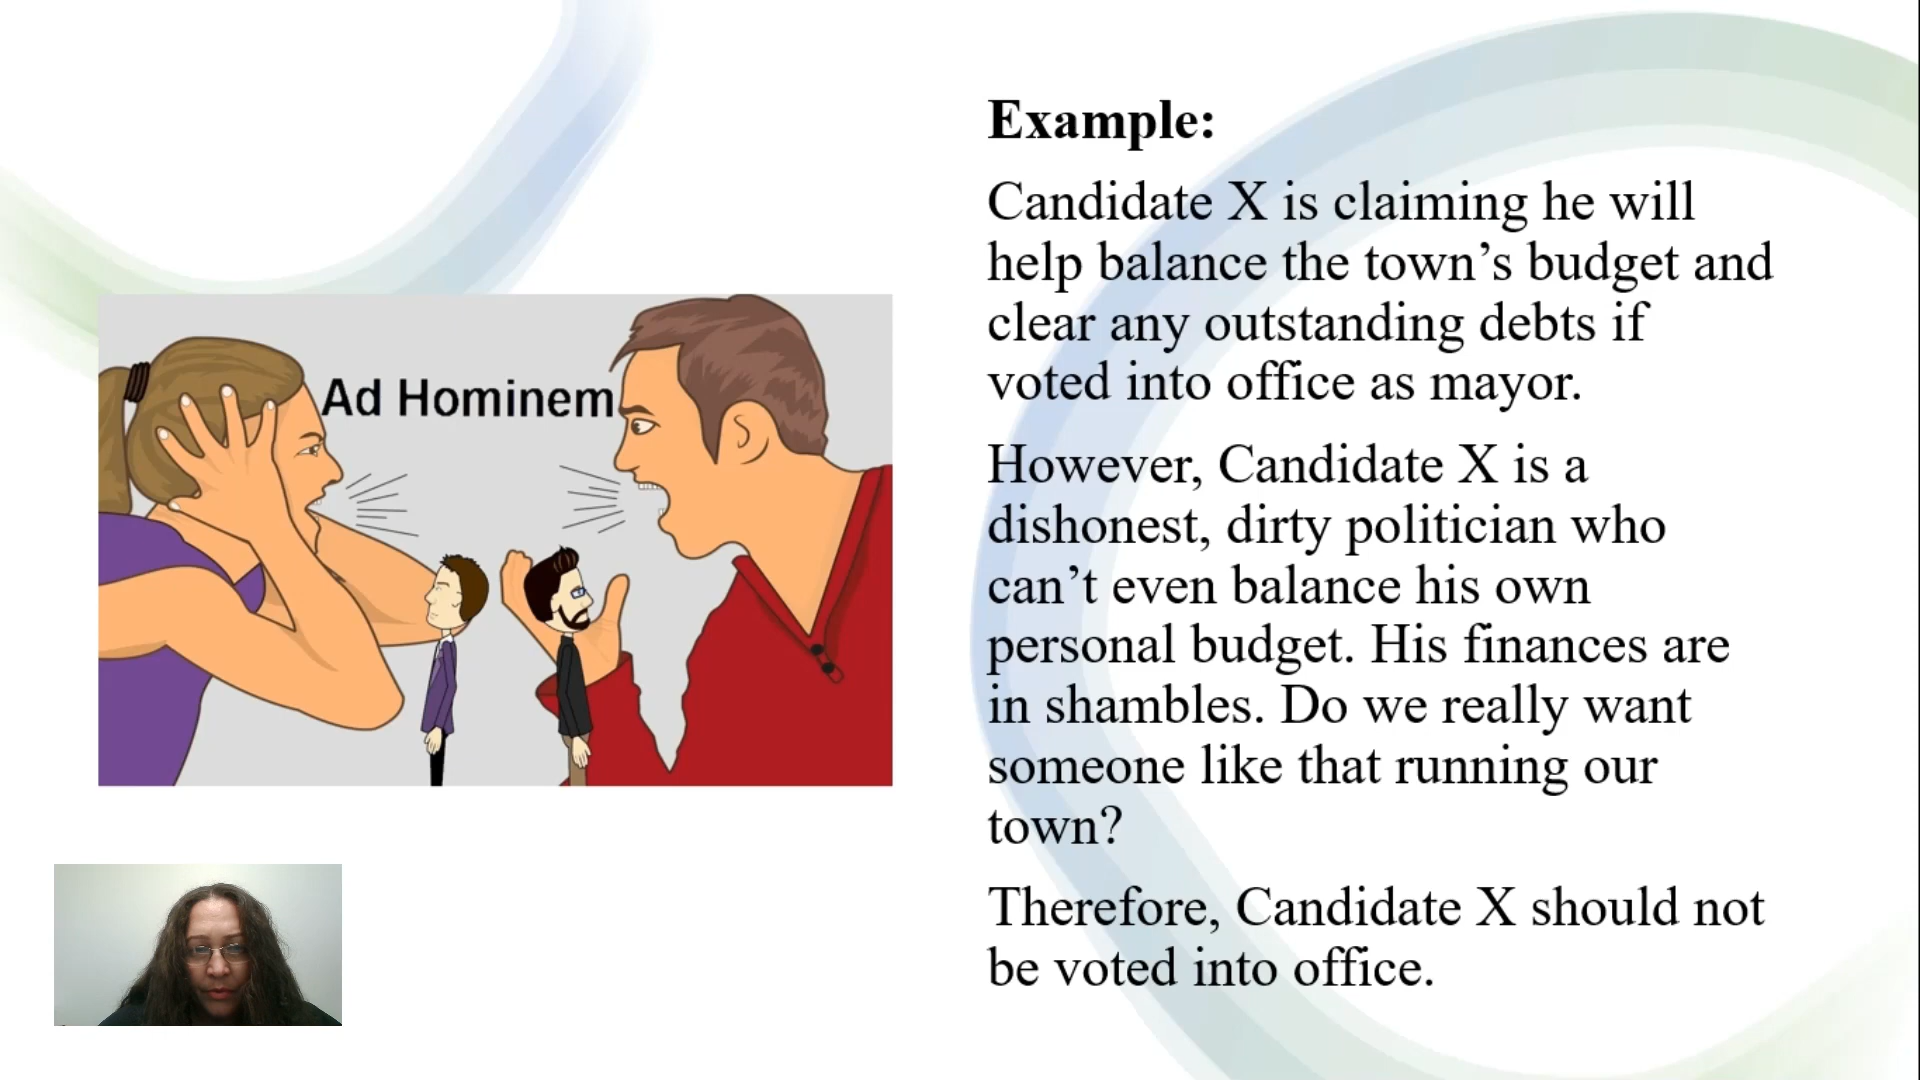 Ad Hominem
Example:
Candidate X is claiming he will
help balance the town’s budget and
clear any outstanding debts if
voted into office as mayor.
However, Candidate X is a
dishonest, dirty politician who
can’t even balance his own
personal budget. His finances are
in shambles. Do we really want
someone like that running our
town?
Therefore, Candidate X should not
be voted into office.